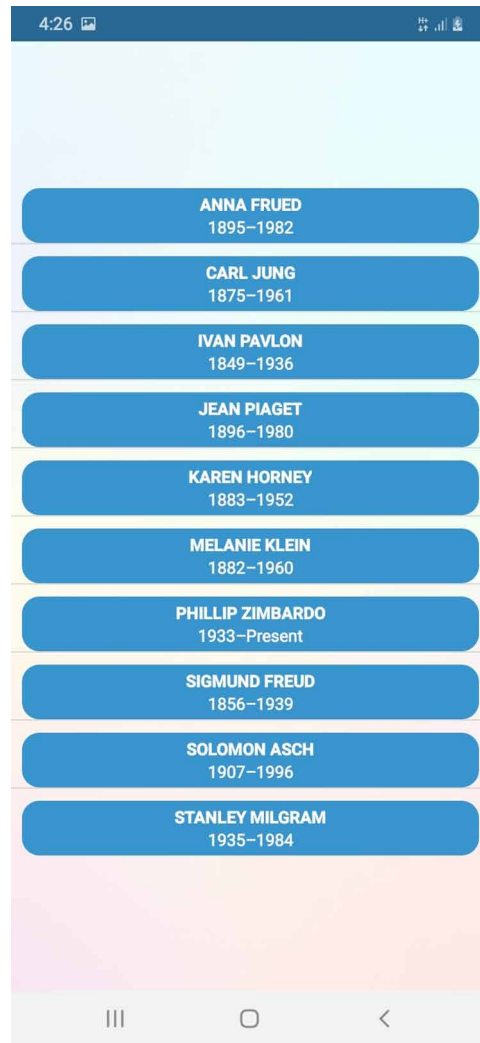 4:26
ANNA FRUED
1895–1982
CARL JUNG
1875–1961
IVAN PAVLON
1849–1936
JEAN PIAGET
1896–1980
KAREN HORNEY
1883–1952
MELANIE KLEIN
1882–1960
PHILLIP ZIMBARDO
1933–Present
SIGMUND FREUD
1856–1939
SOLOMON ASCH
1907–1996
STANLEY MILGRAM
1935–1984